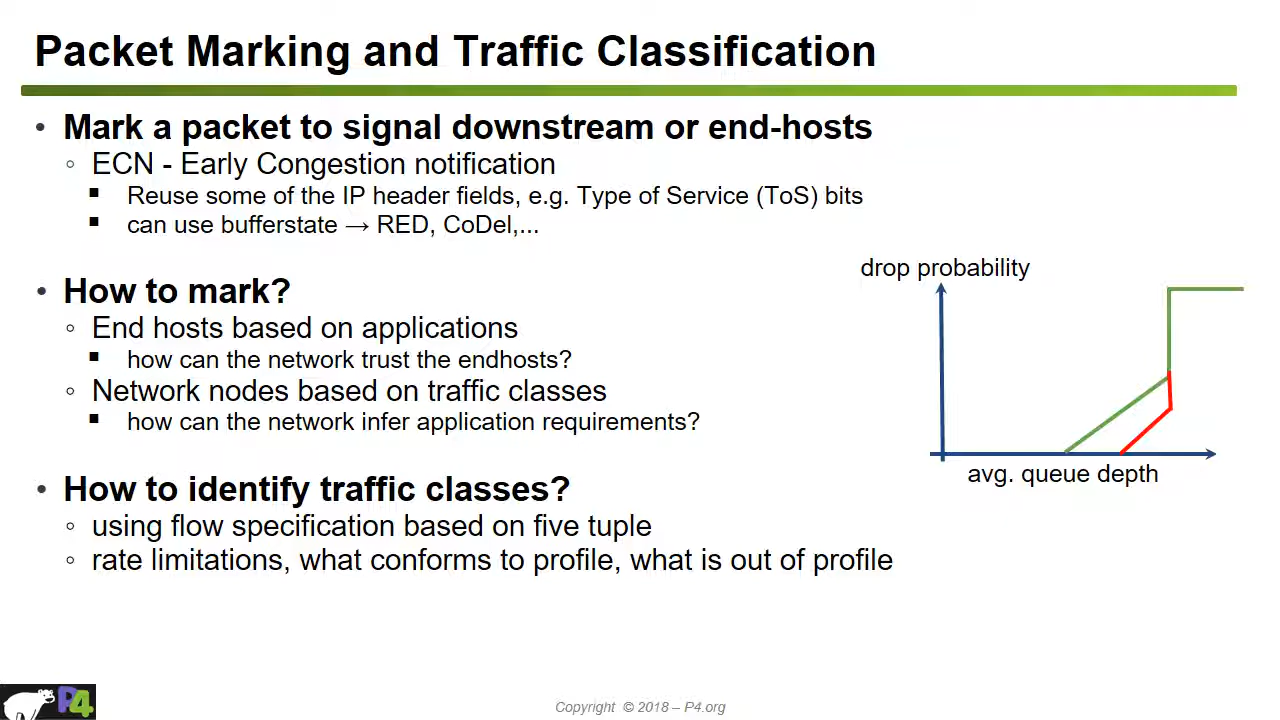 Packet Marking and Traffic Classification
• Mark a packet to signal downstream or end-hosts
◦ ECN - Early Congestion notification
▪ Reuse some of the IP header fields, e.g. Type of Service (ToS) bits
▪ can use bufferstate → RED, CoDel,...
• How to mark?
◦ End hosts based on applications
▪ how can the network trust the endhosts?
◦ Network nodes based on traffic classes
▪ how can the network infer application requirements?
• How to identify traffic classes?
◦ using flow specification based on five tuple
◦ rate limitations, what conforms to profile, what is out of profile
drop probability
avg. queue depth
P4
Copyright © 2018 – P4.org